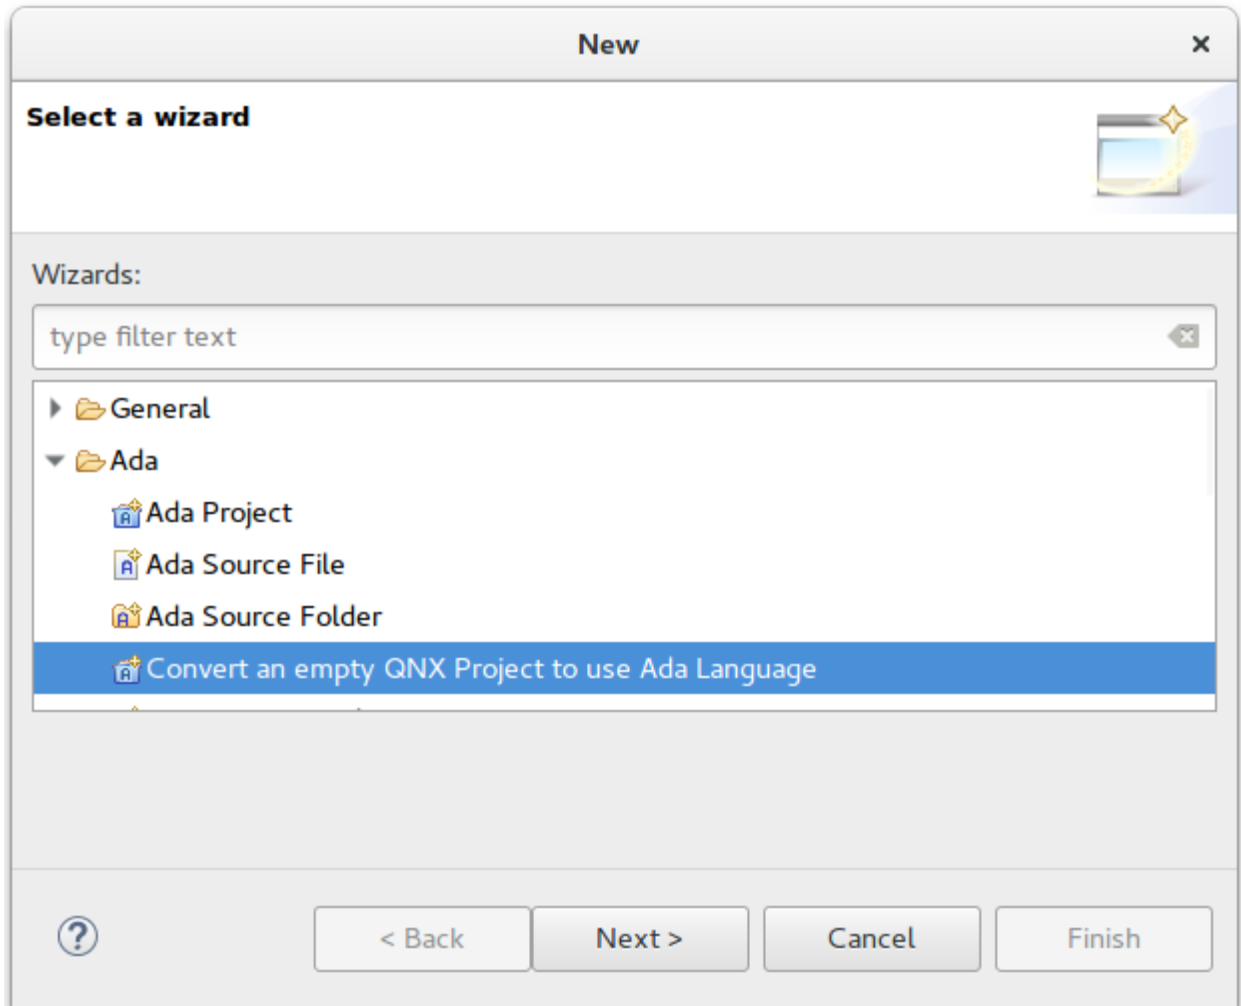 New
Select a wizard
Wizards:
type filter text
General
Ada
Ada Project
Ada Source File
Ada Source Folder
Convert an empty QNX Project to use Ada Language
< Back
Next >
Cancel
Finish